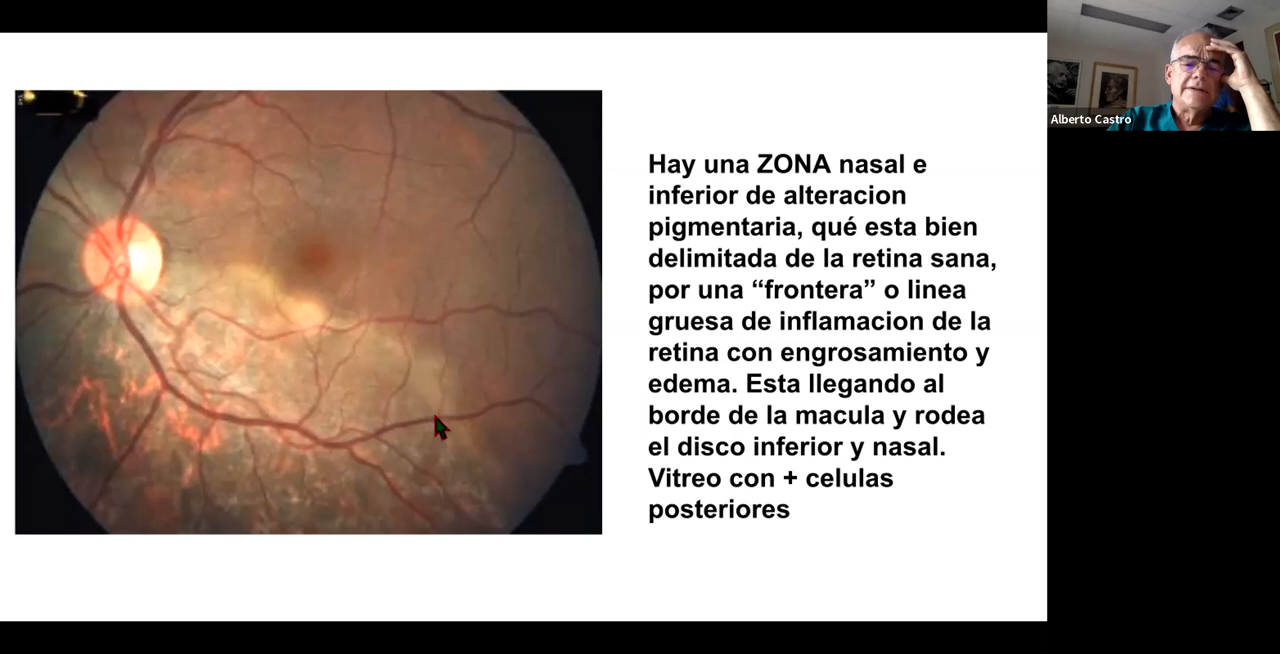 Hay una ZONA nasal e
inferior de alteracion
pigmentaria, qué esta bien
delimitada de la retina sana,
por una “frontera” o linea
gruesa de inflamacion de la
retina con engrosamiento y
edema. Esta llegando al
borde de la macula y rodea
el disco inferior y nasal.
Vitreo con + celulas
posteriores
Alberto Castro